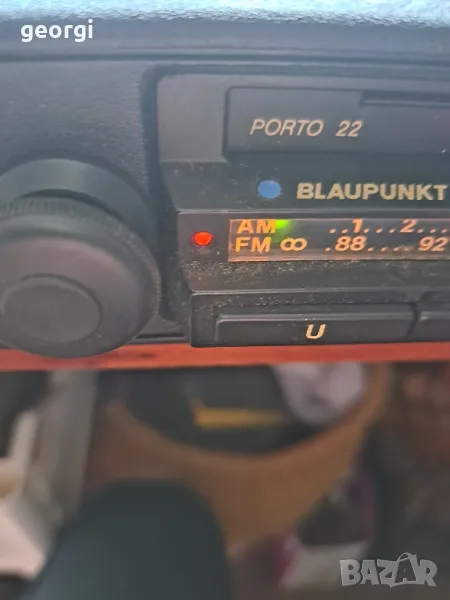 georgi
PORTO 22
BLAUPUNKT
AM ..1...2...
FM ∞ .88....92
U
BAZAR